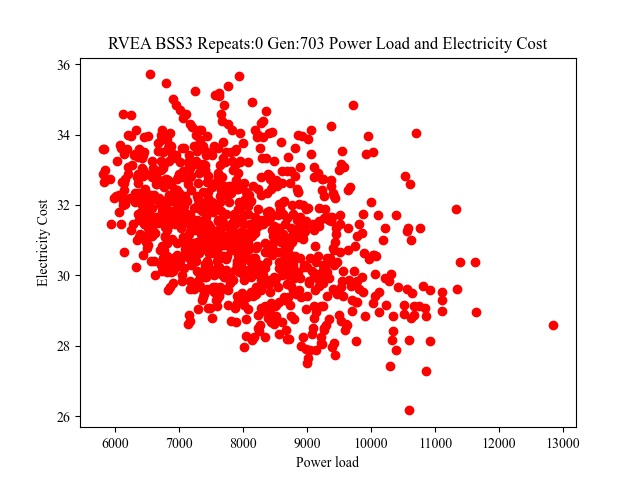 RVEA BSS3 Repeats:0 Gen:703 Power Load and Electricity Cost
36
34
32
30
28
26
Electricity Cost
6000 7000 8000 9000 10000 11000 12000 13000
Power load